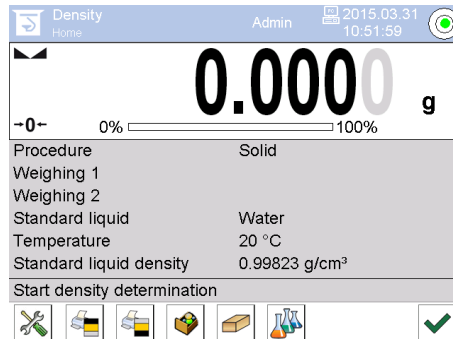 Density Admin 2015.03.31
Home 10:51:59
0.0000 g
→0←
0% 100%
Procedure Solid
Weighing 1
Weighing 2
Standard liquid Water
Temperature 20 °C
Standard liquid density 0.99823 g/cm³
Start density determination